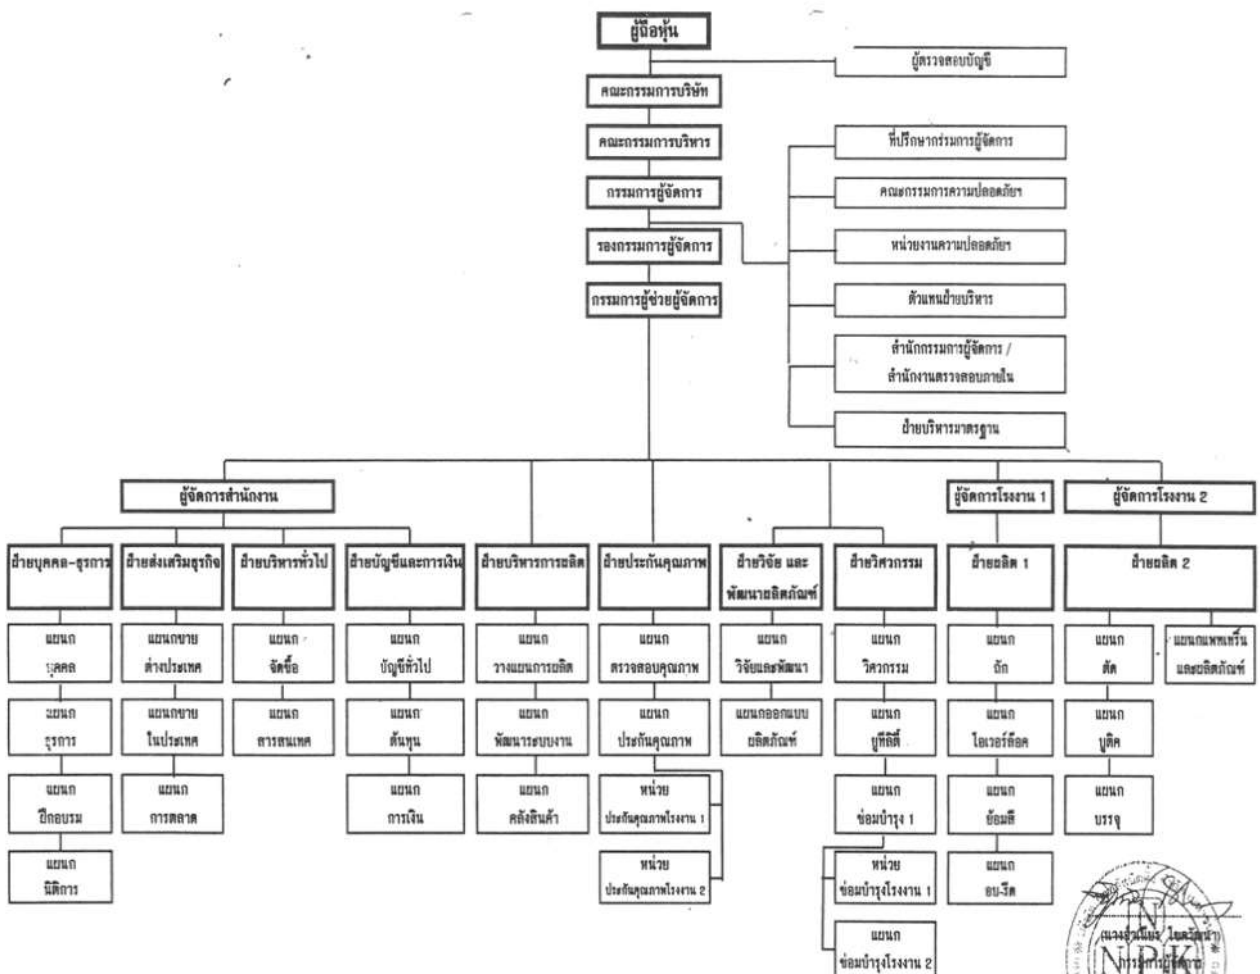 ผู้ถือหุ้น
ผู้ตรวจสอบบัญชี
คณะกรรมการบริษัท
คณะกรรมการบริหาร
ที่ปรึกษากรรมการผู้จัดการ
กรรมการผู้จัดการ
คณะกรรมการความปลอดภัยฯ
รองกรรมการผู้จัดการ
หน่วยงานความปลอดภัยฯ
กรรมการผู้ช่วยผู้จัดการ
ตัวแทนฝ่ายบริหาร
สำนักกรรมการผู้จัดการ /
สำนักงานตรวจสอบภายใน
ฝ่ายบริหารมาตรฐาน
ผู้จัดการสำนักงาน
ผู้จัดการโรงงาน 1
ผู้จัดการโรงาน 2
ฝ่ายบุคคล-ธุรการ
ฝ่ายส่งเสริมธุรกิจ
ฝ่ายบริหารทั่วไป
ฝ่ายบัญชีและการเงิน
ฝ่ายบริหารการผลิต
ฝ่ายประกันคุณภาพ
ฝ่ายวิจัย และ
พัฒนาผลิตภัณฑ์
ฝ่ายวิศวกรรม
ฝ่ายผลิต 1
ฝ่ายผลิต 2
แผนก
บุคคล
แผนกขาย
ต่างประเทศ
แผนก
จัดซื้อ
แผนก
บัญชีทั่วไป
แผนก
วางแผนการผลิต
แผนก
ตรวจสอบคุณภาพ
แผนก
วิจัยและพัฒนา
แผนก
วิศวกรรม
แผนก
ถัก
แผนก
ตัด
แผนกแพทเทริ์น
และผลิตภัณฑ์
แผนก
ธุรการ
แผนกขาย
ในประเทศ
แผนก
สารสนเทศ
แผนก
ต้นทุน
แผนก
พัฒนาระบบงาน
แผนก
ประกันคุณภาพ
แผนกออกแบบ
ผลิตภัณฑ์
แผนก
ยูทีลิตี้
แผนก
โอเวอร์ล็อค
แผนก
บูติค
แผนก
ฝึกอบรม
แผนก
การตลาด
แผนก
การเงิน
แผนก
คลังสินค้า
หน่วย
ประกันคุณภาพโรงงาน 1
แผนก
ซ่อมบำรุง 1
แผนก
ย้อมสี
แผนก
บรรจุ
แผนก
นิติการ
หน่วย
ประกันคุณภาพโรงงาน 2
หน่วย
ซ่อมบำรุงโรงงาน 1
แผนก
อบ-รีด
แผนก
ซ่อมบำรุงโรงงาน 2
กรรมการผู้จัดการ
N
NPK